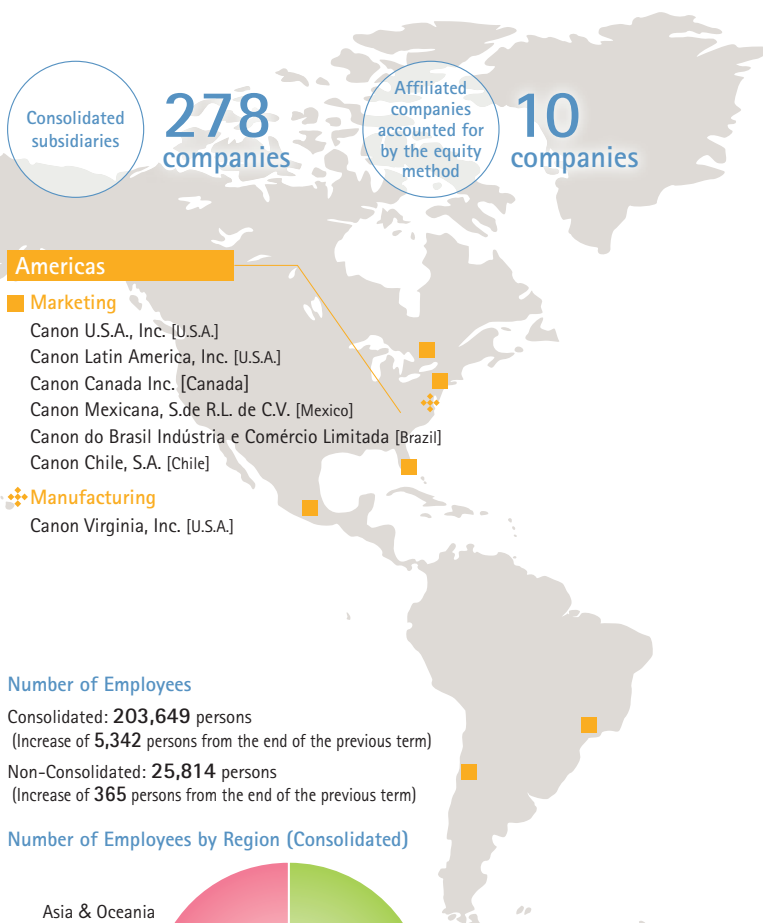 Consolidated
subsidiaries
278
companies
Affiliated
companies
accounted for
by the equity
method
10
companies
Americas
Marketing
Canon U.S.A., Inc. [U.S.A.]
Canon Latin America, Inc. [U.S.A.]
Canon Canada Inc. [Canada]
Canon Mexicana, S.de R.L. de C.V. [Mexico]
Canon do Brasil Indústria e Comércio Limitada [Brazil]
Canon Chile, S.A. [Chile]
Manufacturing
Canon Virginia, Inc. [U.S.A.]
Number of Employees
Consolidated: 203,649 persons
(Increase of 5,342 persons from the end of the previous term)
Non-Consolidated: 25,814 persons
(Increase of 365 persons from the end of the previous term)
Number of Employees by Region (Consolidated)
Asia & Oceania